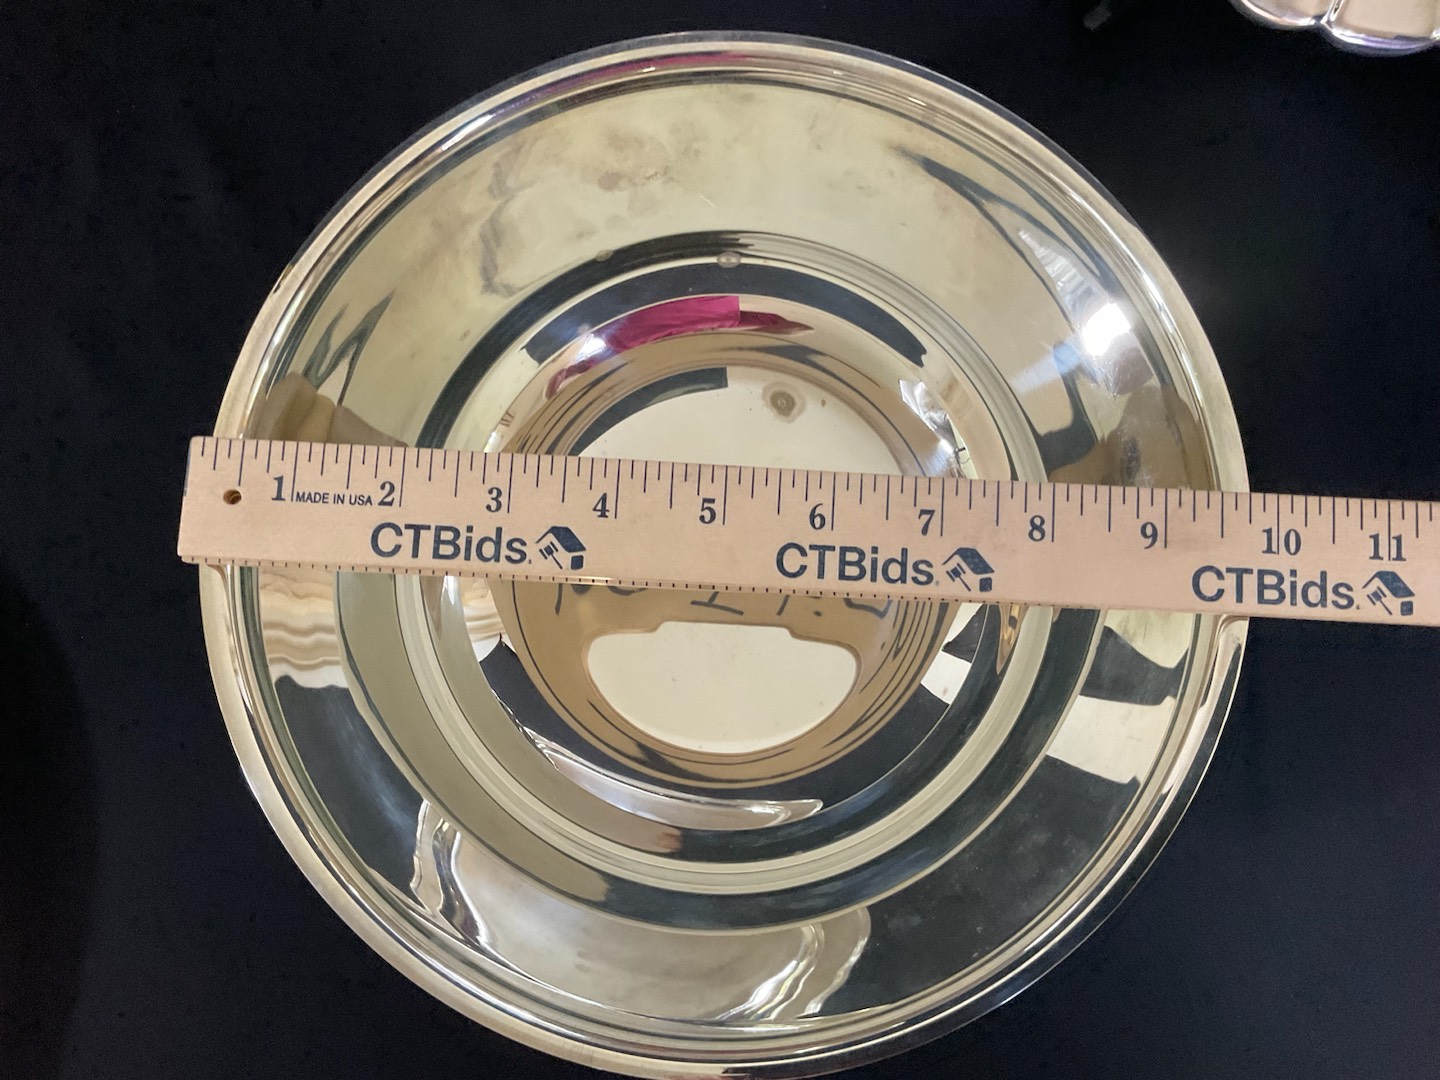 1 2 3 4 5 6 7 8 9 10 11
MADE IN USA
CTBids. CTBids. CTBids.